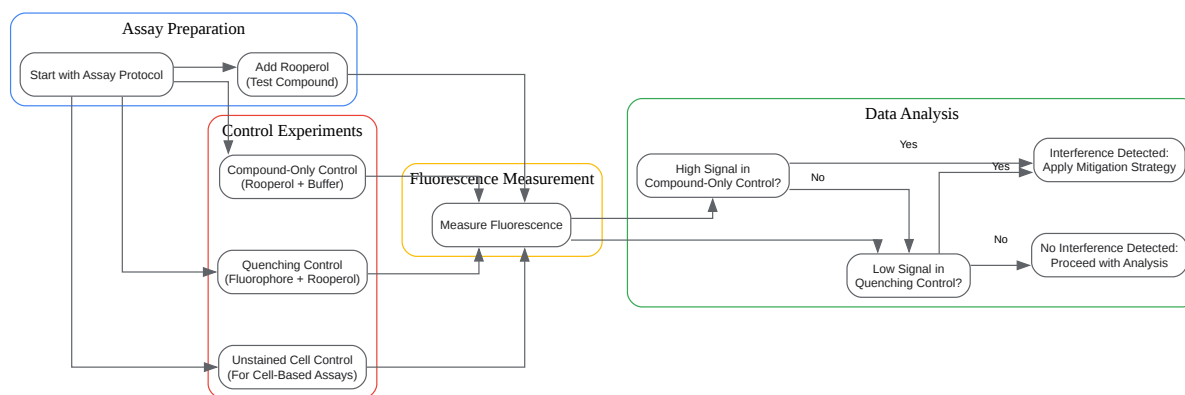 Assay Preparation
Start with Assay Protocol
Add Rooperol
(Test Compound)
Control Experiments
Compound-Only Control
(Rooperol + Buffer)
Quenching Control
(Fluorophore + Rooperol)
Unstained Cell Control
(For Cell-Based Assays)
Fluorescence Measurement
Measure Fluorescence
Data Analysis
High Signal in
Compound-Only Control?
Yes
No
Yes
Interference Detected:
Apply Mitigation Strategy
Low Signal in
Quenching Control?
No
No Interference Detected:
Proceed with Analysis